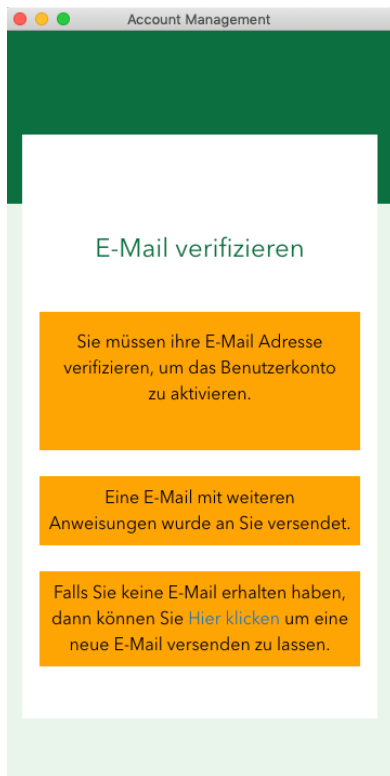 Account Management
E-Mail verifizieren
Sie müssen ihre E-Mail Adresse
verifizieren, um das Benutzerkonto
zu aktivieren.
Eine E-Mail mit weiteren
Anweisungen wurde an Sie versendet.
Falls Sie keine E-Mail erhalten haben,
dann können Sie Hier klicken um eine
neue E-Mail versenden zu lassen.